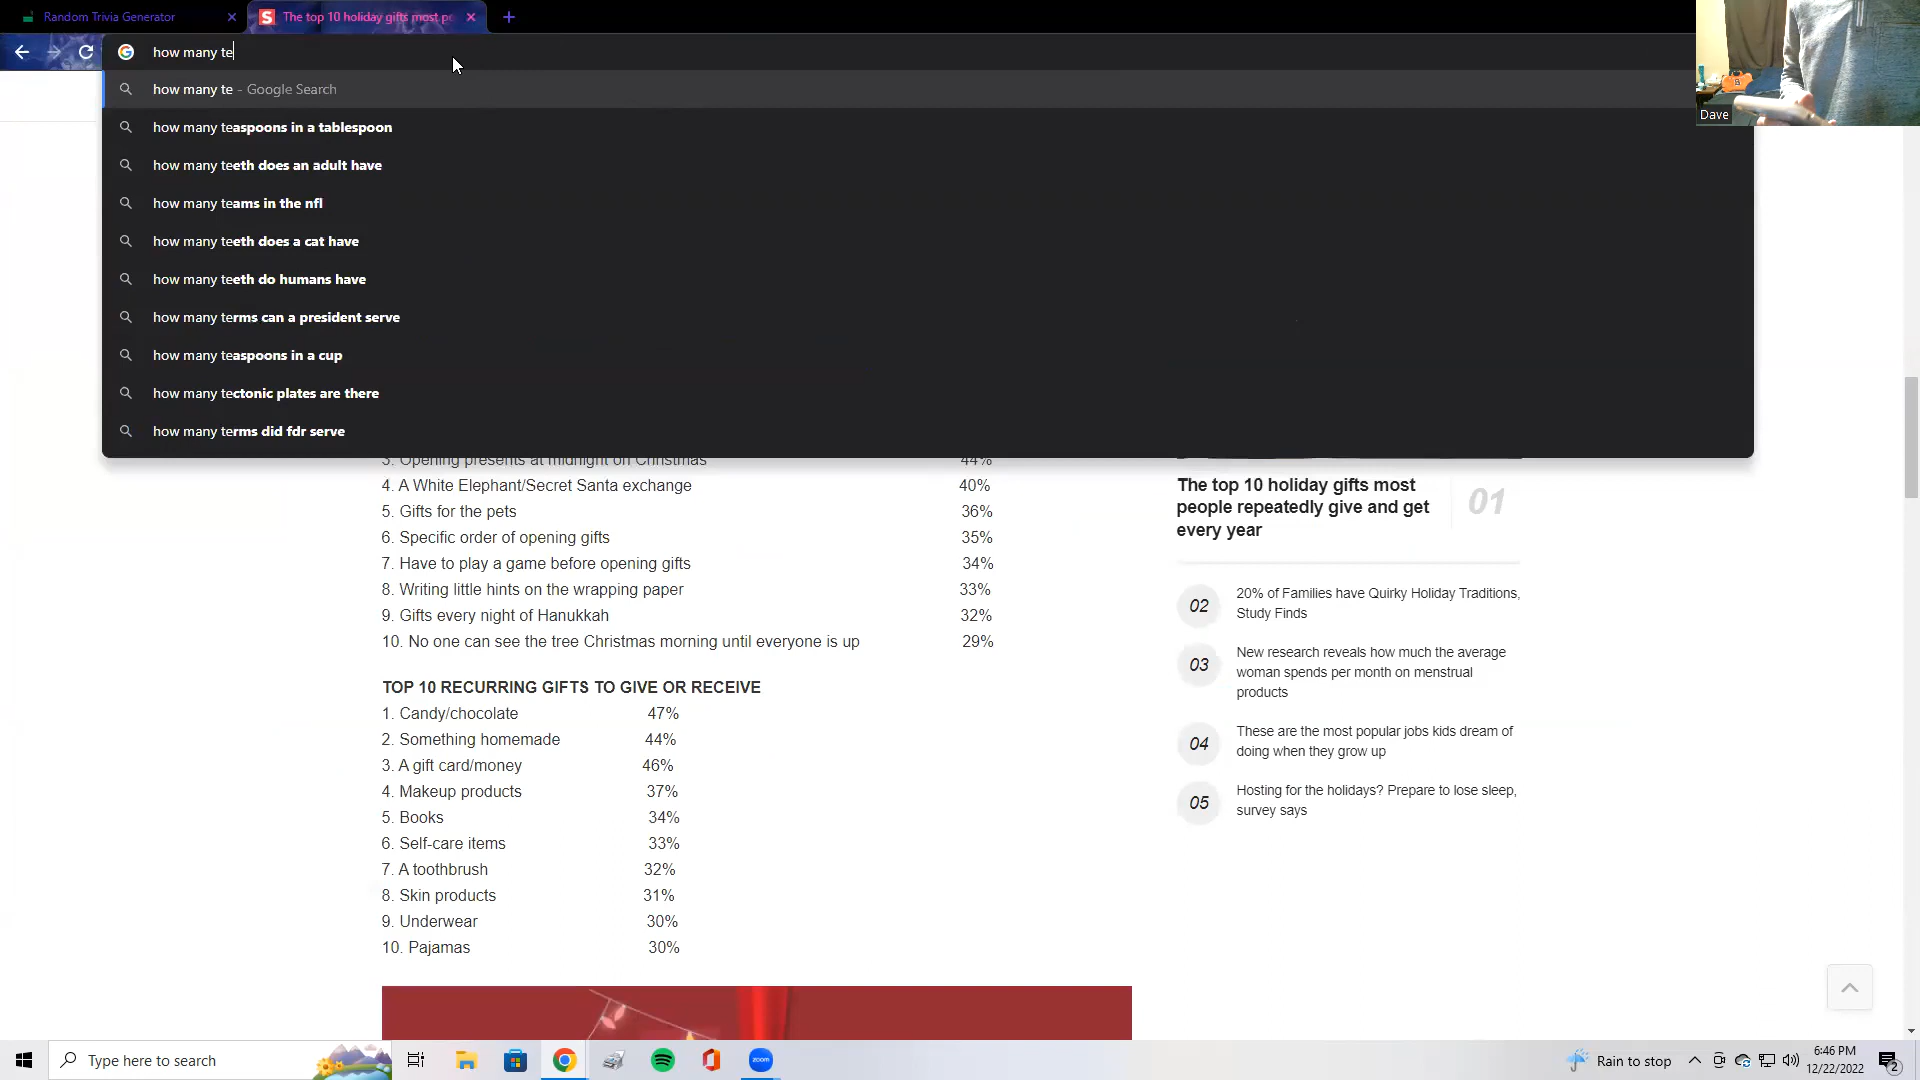 Random Trivia Generator
The top 10 holiday gifts most pe
how many te
how many te - Google Search
how many teaspoons in a tablespoon
how many teeth does an adult have
how many teams in the nfl
how many teeth does a cat have
how many teeth do humans have
how many terms can a president serve
how many teaspoons in a cup
how many tectonic plates are there
how many terms did fdr serve
Dave
3. Opening presents at midnight on Christmas 44%
4. A White Elephant/Secret Santa exchange 40%
5. Gifts for the pets 36%
6. Specific order of opening gifts 35%
7. Have to play a game before opening gifts 34%
8. Writing little hints on the wrapping paper 33%
9. Gifts every night of Hanukkah 32%
10. No one can see the tree Christmas morning until everyone is up 29%
TOP 10 RECURRING GIFTS TO GIVE OR RECEIVE
1. Candy/chocolate 47%
2. Something homemade 44%
3. A gift card/money 46%
4. Makeup products 37%
5. Books 34%
6. Self-care items 33%
7. A toothbrush 32%
8. Skin products 31%
9. Underwear 30%
10. Pajamas 30%
The top 10 holiday gifts most
people repeatedly give and get
every year
01
02
20% of Families have Quirky Holiday Traditions,
Study Finds
03
New research reveals how much the average
woman spends per month on menstrual
products
04
These are the most popular jobs kids dream of
doing when they grow up
05
Hosting for the holidays? Prepare to lose sleep,
survey says
Type here to search
zoom
Rain to stop
6:46 PM
12/22/2022
2